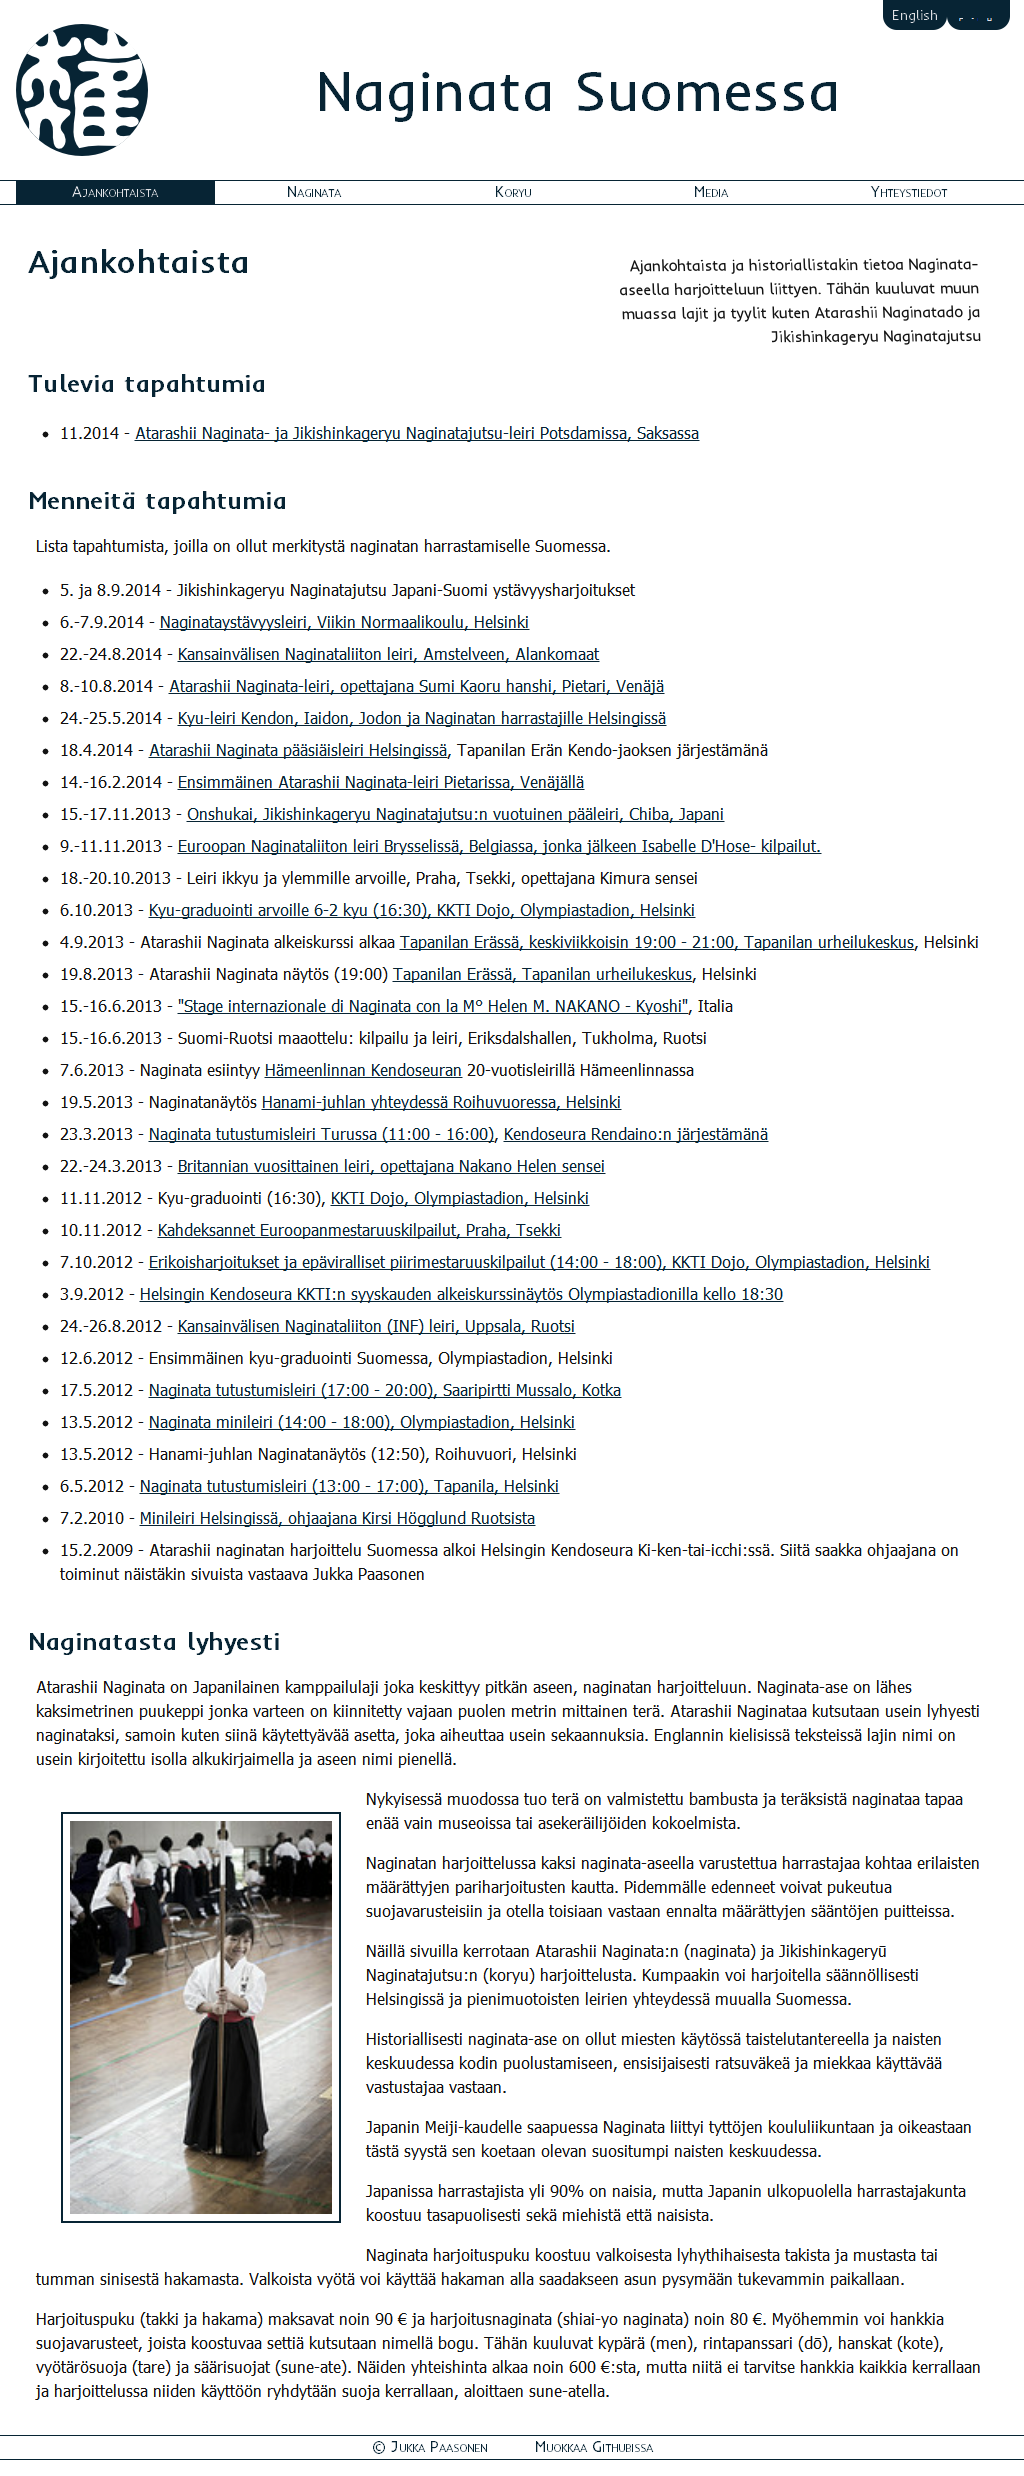 English
Naginata Suomessa
Ajankohtaista
Naginata
Koryu
Media
Yhteystiedot
Ajankohtaista
Ajankohtaista ja historiallistakin tietoa Naginata-
aseella harjoitteluun liittyen. Tähän kuuluvat muun
muassa lajit ja tyylit kuten Atarashii Naginatado ja
Jikishinkageryu Naginatajutsu
Tulevia tapahtumia
11.2014 - Atarashii Naginata- ja Jikishinkageryu Naginatajutsu-leiri Potsdamissa, Saksassa
Menneitä tapahtumia
Lista tapahtumista, joilla on ollut merkitystä naginatan harrastamiselle Suomessa.
5. ja 8.9.2014 - Jikishinkageryu Naginatajutsu Japani-Suomi ystävyysharjoitukset
6.-7.9.2014 - Naginataystävyysleiri, Viikin Normaalikoulu, Helsinki
22.-24.8.2014 - Kansainvälisen Naginataliiton leiri, Amstelveen, Alankomaat
8.-10.8.2014 - Atarashii Naginata-leiri, opettajana Sumi Kaoru hanshi, Pietari, Venäjä
24.-25.5.2014 - Kyu-leiri Kendon, Iaidon, Jodon ja Naginatan harrastajille Helsingissä
18.4.2014 - Atarashii Naginata pääsiäisleiri Helsingissä, Tapanilan Erän Kendo-jaoksen järjestämänä
14.-16.2.2014 - Ensimmäinen Atarashii Naginata-leiri Pietarissa, Venäjällä
15.-17.11.2013 - Onshukai, Jikishinkageryu Naginatajutsu:n vuotuinen pääleiri, Chiba, Japani
9.-11.11.2013 - Euroopan Naginataliiton leiri Brysselissä, Belgiassa, jonka jälkeen Isabelle D'Hose- kilpailut.
18.-20.10.2013 - Leiri ikkyu ja ylemmille arvoille, Praha, Tsekki, opettajana Kimura sensei
6.10.2013 - Kyu-graduointi arvoille 6-2 kyu (16:30), KKTI Dojo, Olympiastadion, Helsinki
4.9.2013 - Atarashii Naginata alkeiskurssi alkaa Tapanilan Erässä, keskiviikkoisin 19:00 - 21:00, Tapanilan urheilukeskus, Helsinki
19.8.2013 - Atarashii Naginata näytös (19:00) Tapanilan Erässä, Tapanilan urheilukeskus, Helsinki
15.-16.6.2013 - "Stage internazionale di Naginata con la M° Helen M. NAKANO - Kyoshi", Italia
15.-16.6.2013 - Suomi-Ruotsi maaottelu: kilpailu ja leiri, Eriksdalshallen, Tukholma, Ruotsi
7.6.2013 - Naginata esiintyy Hämeenlinnan Kendoseuran 20-vuotisleirillä Hämeenlinnassa
19.5.2013 - Naginatanäytös Hanami-juhlan yhteydessä Roihuvuoressa, Helsinki
23.3.2013 - Naginata tutustumisleiri Turussa (11:00 - 16:00), Kendoseura Rendaino:n järjestämänä
22.-24.3.2013 - Britannian vuosittainen leiri, opettajana Nakano Helen sensei
11.11.2012 - Kyu-graduointi (16:30), KKTI Dojo, Olympiastadion, Helsinki
10.11.2012 - Kahdeksannet Euroopanmestaruuskilpailut, Praha, Tsekki
7.10.2012 - Erikoisharjoitukset ja epäviralliset piirimestaruuskilpailut (14:00 - 18:00), KKTI Dojo, Olympiastadion, Helsinki
3.9.2012 - Helsingin Kendoseura KKTI:n syyskauden alkeiskurssinäytös Olympiastadionilla kello 18:30
24.-26.8.2012 - Kansainvälisen Naginataliiton (INF) leiri, Uppsala, Ruotsi
12.6.2012 - Ensimmäinen kyu-graduointi Suomessa, Olympiastadion, Helsinki
17.5.2012 - Naginata tutustumisleiri (17:00 - 20:00), Saaripirtti Mussalo, Kotka
13.5.2012 - Naginata minileiri (14:00 - 18:00), Olympiastadion, Helsinki
13.5.2012 - Hanami-juhlan Naginatanäytös (12:50), Roihuvuori, Helsinki
6.5.2012 - Naginata tutustumisleiri (13:00 - 17:00), Tapanila, Helsinki
7.2.2010 - Minileiri Helsingissä, ohjaajana Kirsi Högglund Ruotsista
15.2.2009 - Atarashii naginatan harjoittelu Suomessa alkoi Helsingin Kendoseura Ki-ken-tai-icchi:ssä. Siitä saakka ohjaajana on
toiminut näistäkin sivuista vastaava Jukka Paasonen
Naginatasta lyhyesti
Atarashii Naginata on Japanilainen kamppailulaji joka keskittyy pitkän aseen, naginatan harjoitteluun. Naginata-ase on lähes
kaksimetrinen puukeppi jonka varteen on kiinnitetty vajaan puolen metrin mittainen terä. Atarashii Naginataa kutsutaan usein lyhyesti
naginataksi, samoin kuten siinä käytettyävää asetta, joka aiheuttaa usein sekaannuksia. Englannin kielisissä teksteissä lajin nimi on
usein kirjoitettu isolla alkukirjaimella ja aseen nimi pienellä.
Nykyisessä muodossa tuo terä on valmistettu bambusta ja teräksistä naginataa tapaa
enää vain museoissa tai asekeräilijöiden kokoelmista.
Naginatan harjoittelussa kaksi naginata-aseella varustettua harrastajaa kohtaa erilaisten
määrättyjen pariharjoitusten kautta. Pidemmälle edenneet voivat pukeutua
suojavarusteisiin ja otella toisiaan vastaan ennalta määrättyjen sääntöjen puitteissa.
Näillä sivuilla kerrotaan Atarashii Naginata:n (naginata) ja Jikishinkageryū
Naginatajutsu:n (koryu) harjoittelusta. Kumpaakin voi harjoitella säännöllisesti
Helsingissä ja pienimuotoisten leirien yhteydessä muualla Suomessa.
Historiallisesti naginata-ase on ollut miesten käytössä taistelutantereella ja naisten
keskuudessa kodin puolustamiseen, ensisijaisesti ratsuväkeä ja miekkaa käyttävää
vastustajaa vastaan.
Japanin Meiji-kaudelle saapuessa Naginata liittyi tyttöjen koululiikuntaan ja oikeastaan
tästä syystä sen koetaan olevan suositumpi naisten keskuudessa.
Japanissa harrastajista yli 90% on naisia, mutta Japanin ulkopuolella harrastajakunta
koostuu tasapuolisesti sekä miehistä että naisista.
Naginata harjoituspuku koostuu valkoisesta lyhythihaisesta takista ja mustasta tai
tumman sinisestä hakamasta. Valkoista vyötä voi käyttää hakaman alla saadakseen asun pysymään tukevammin paikallaan.
Harjoituspuku (takki ja hakama) maksavat noin 90 € ja harjoitusnaginata (shiai-yo naginata) noin 80 €. Myöhemmin voi hankkia
suojavarusteet, joista koostuvaa settiä kutsutaan nimellä bogu. Tähän kuuluvat kypärä (men), rintapanssari (dō), hanskat (kote),
vyötärösuoja (tare) ja säärisuojat (sune-ate). Näiden yhteishinta alkaa noin 600 €:sta, mutta niitä ei tarvitse hankkia kaikkia kerrallaan
ja harjoittelussa niiden käyttöön ryhdytään suoja kerrallaan, aloittaen sune-atella.
© Jukka Paasonen
Muokkaa Githubissa